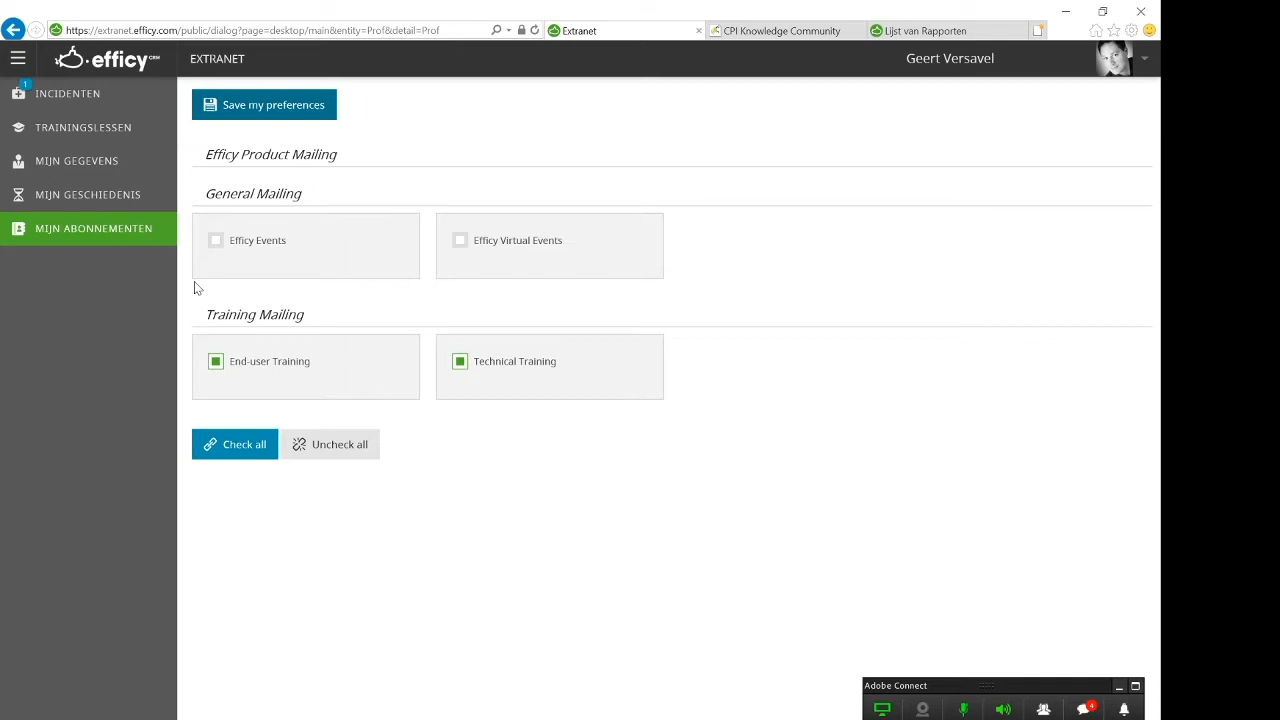 https://extranet.efficy.com/public/dialog?page=desktop/main&entity=Prof&detail=Prof
Extranet
CPI Knowledge Community
Lijst van Rapporten
efficy CRM
EXTRANET
Geert Versavel
1
INCIDENTEN
TRAININGSLESSEN
MIJN GEGEVENS
MIJN GESCHIEDENIS
MIJN ABONNEMENTEN
Save my preferences
Efficy Product Mailing
General Mailing
Efficy Events
Efficy Virtual Events
Training Mailing
End-user Training
Technical Training
Check all
Uncheck all
Adobe Connect
4